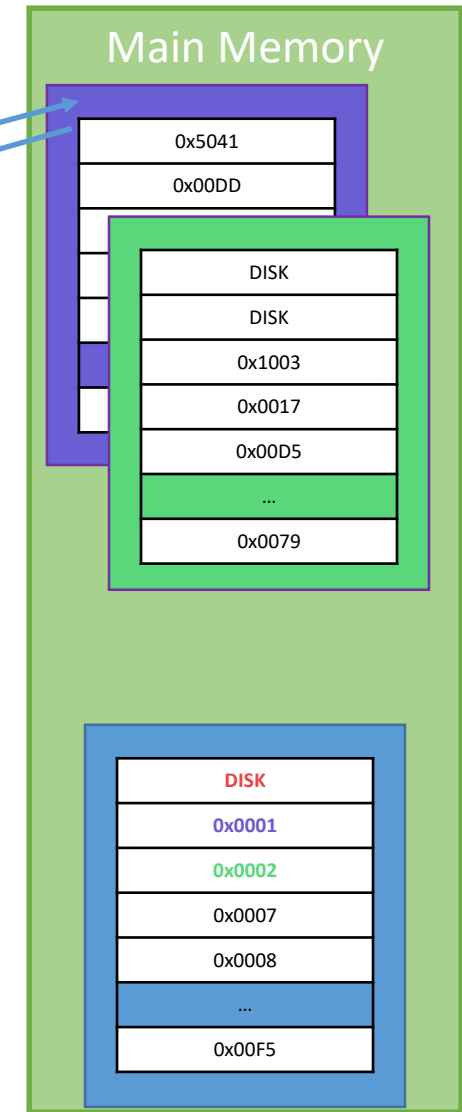 Main Memory
0x5041
0x00DD
DISK
DISK
0x1003
0x0017
0x00D5
…
0x0079
DISK
0x0001
0x0002
0x0007
0x0008
…
0x00F5